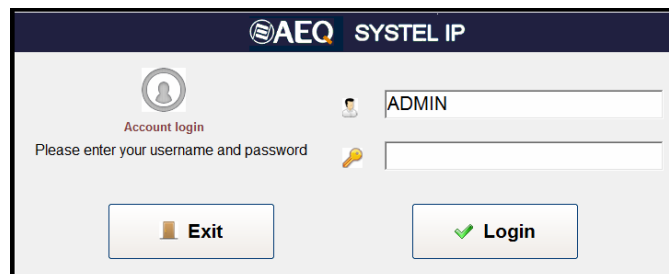 AEQ SYSTEL IP
ADMIN
Account login
Please enter your username and password
Exit
Login